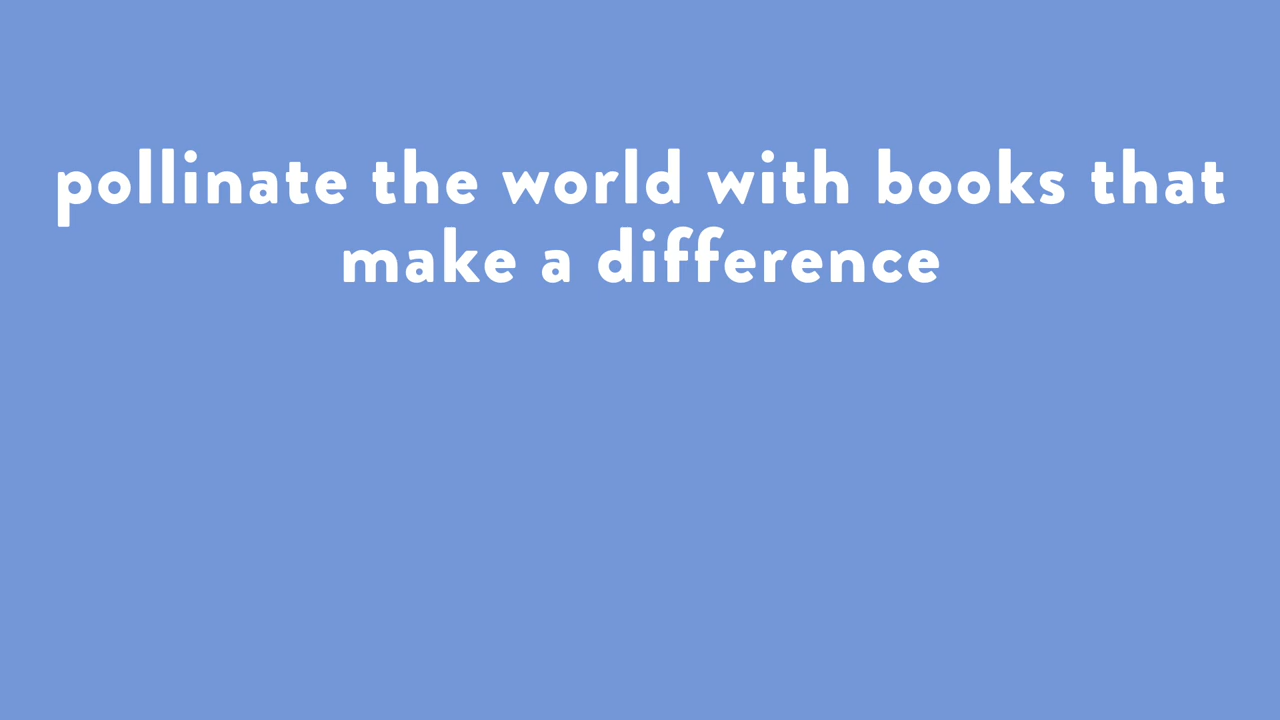 pollinate the world with books that
make a difference